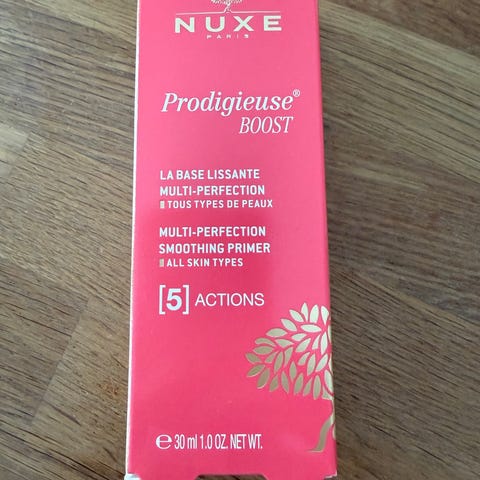 NUXE
PARIS
Prodigieuse®
BOOST
LA BASE LISSANTE
MULTI-PERFECTION
TOUS TYPES DE PEAUX
MULTI-PERFECTION
SMOOTHING PRIMER
ALL SKIN TYPES
[5] ACTIONS
℮ 30 ml 1.0 OZ. NET WT.